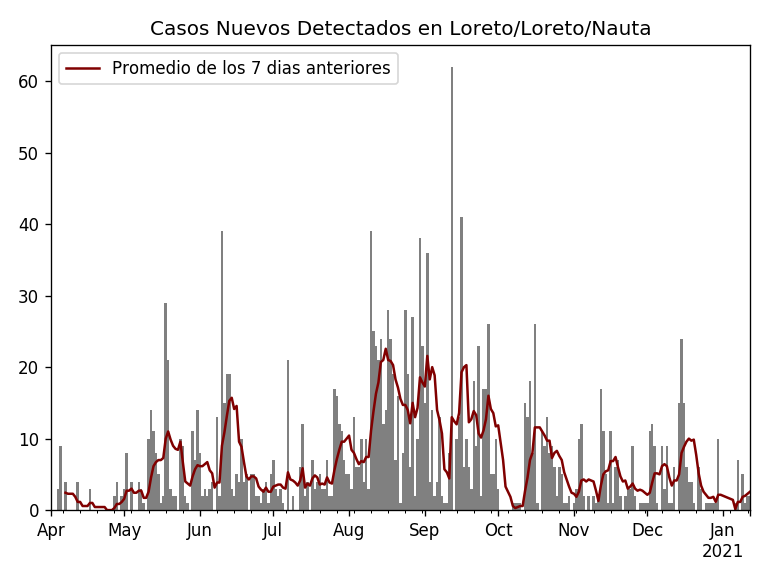 Casos Nuevos Detectados en Loreto/Loreto/Nauta
Promedio de los 7 dias anteriores
60
50
40
30
20
10
0
Apr May Jun Jul Aug Sep Oct Nov Dec Jan
2021